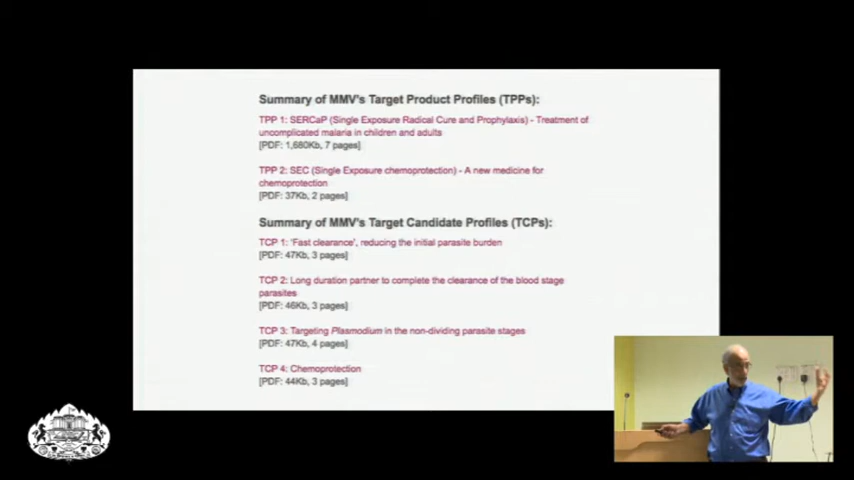 Summary of MMV's Target Product Profiles (TPPs):
TPP 1: SERCaP (Single Exposure Radical Cure and Prophylaxis) - Treatment of
uncomplicated malaria in children and adults
[PDF: 1,680Kb, 7 pages]
TPP 2: SEC (Single Exposure chemoprotection) - A new medicine for
chemoprotection
[PDF: 37Kb, 2 pages]
Summary of MMV's Target Candidate Profiles (TCPs):
TCP 1: 'Fast clearance', reducing the initial parasite burden
[PDF: 47Kb, 3 pages]
TCP 2: Long duration partner to complete the clearance of the blood stage
parasites
[PDF: 46Kb, 3 pages]
TCP 3: Targeting Plasmodium in the non-dividing parasite stages
[PDF: 47Kb, 4 pages]
TCP 4: Chemoprotection
[PDF: 44Kb, 3 pages]